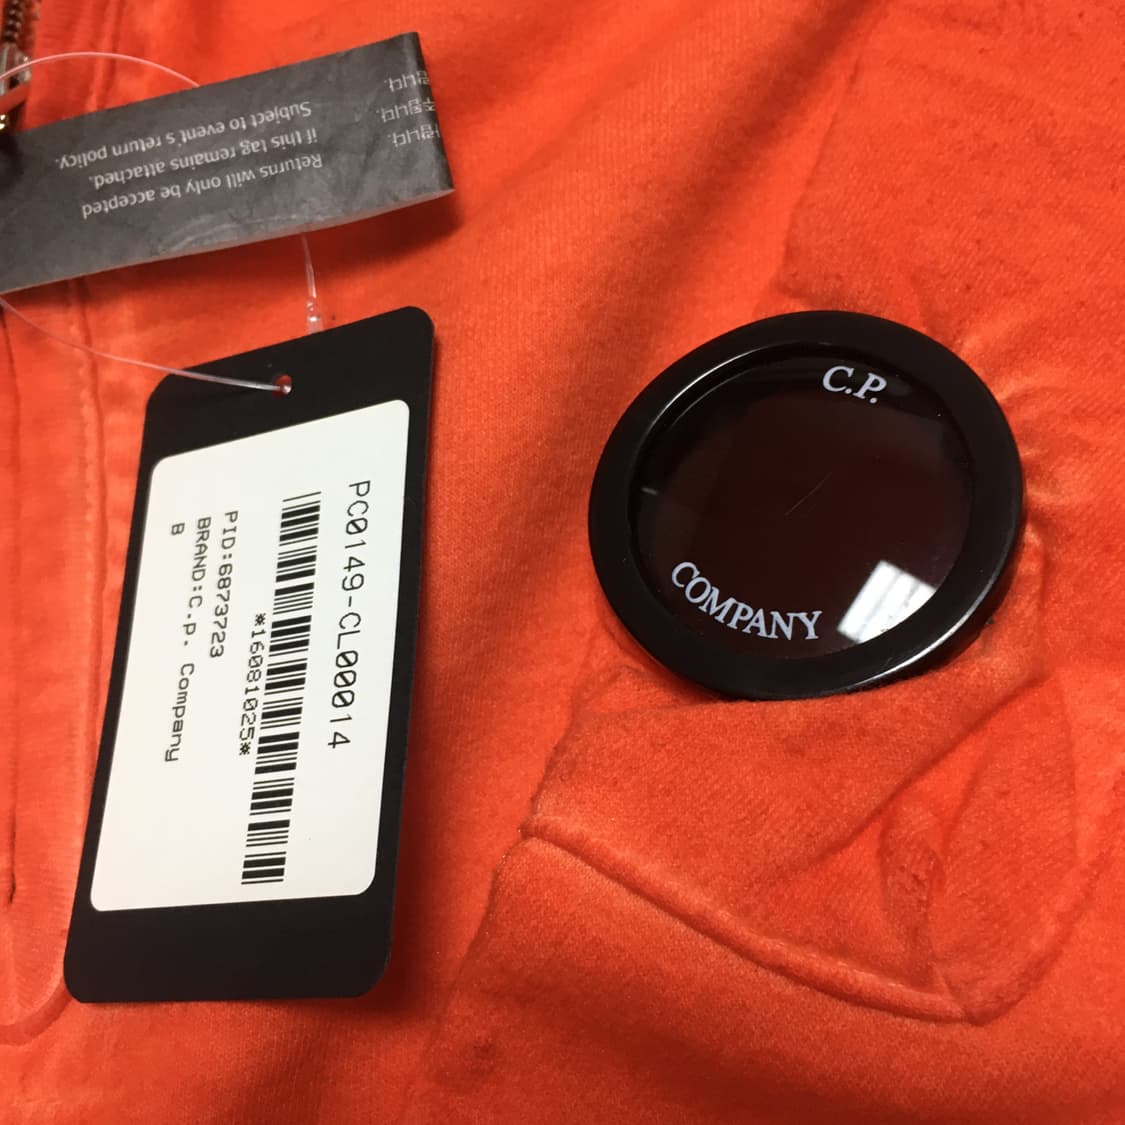 Returns will only be accepted
if this tag remains attached.
Subject to event's return policy.
PC0149-CL000014
*16081025*
PID:6873723
BRAND:C.P. Company
B
C.P.
COMPANY